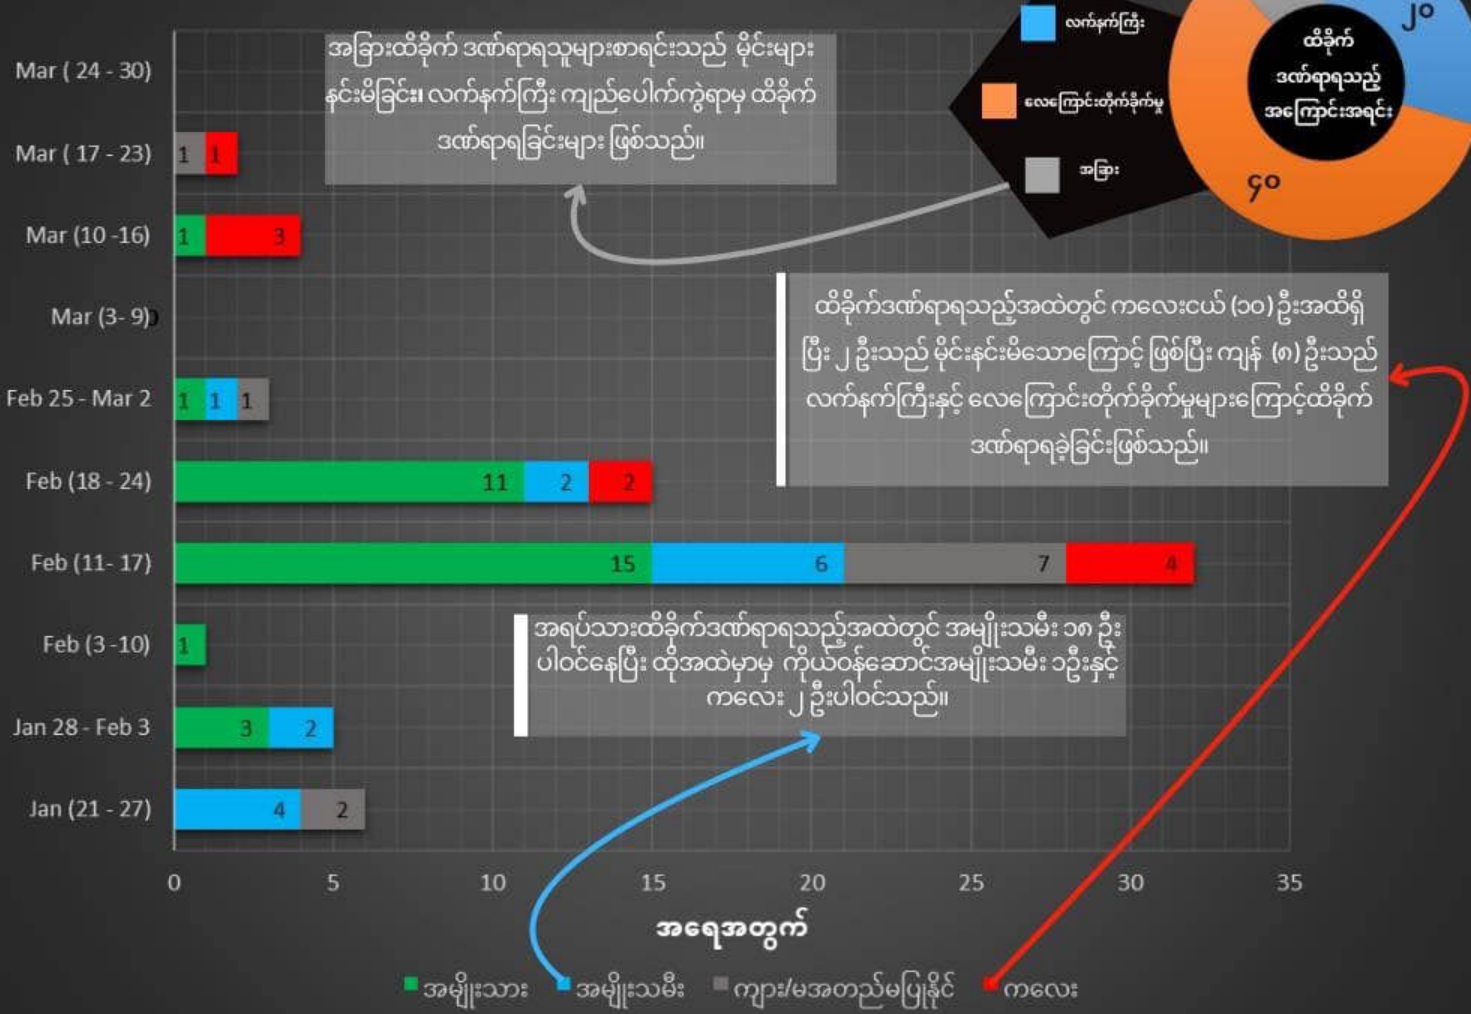 လက်နက်ကြီး
လေကြောင်းတိုက်ခိုက်မှု
အခြား
၂၀
၄၀
ထိခိုက်
ဒဏ်ရာရသည့်
အကြောင်းအရင်း
အခြားထိခိုက် ဒဏ်ရာရသူများစာရင်းသည် မိုင်းများ
နင်းမိခြင်း။ လက်နက်ကြီး ကျည်ပေါက်ကွဲရာမှ ထိခိုက်
ဒဏ်ရာရခြင်းများ ဖြစ်သည်။
ထိခိုက်ဒဏ်ရာရသည့်အထဲတွင် ကလေးငယ် (၁၀) ဦးအထိရှိ
ပြီး ၂ ဦးသည် မိုင်းနင်းမိသောကြောင့် ဖြစ်ပြီး ကျန် (၈) ဦးသည်
လက်နက်ကြီးနှင့် လေကြောင်းတိုက်ခိုက်မှုများကြောင့်ထိခိုက်
ဒဏ်ရာရခဲ့ခြင်းဖြစ်သည်။
အရပ်သားထိခိုက်ဒဏ်ရာရသည့်အထဲတွင် အမျိုးသမီး ၁၈ ဦး
ပါဝင်နေပြီး ထိုအထဲမှာမှ ကိုယ်ဝန်ဆောင်အမျိုးသမီး ၁ဦးနှင့်
ကလေး ၂ ဦးပါဝင်သည်။
Mar ( 24 - 30)
Mar ( 17 - 23) 1 1
Mar (10 -16) 1 3
Mar (3- 9)
Feb 25 - Mar 2 1 1 1
Feb (18 - 24) 11 2 2
Feb (11- 17) 15 6 7 4
Feb (3 -10) 1
Jan 28 - Feb 3 3 2
Jan (21 - 27) 4 2
0 5 10 15 20 25 30 35
အရေအတွက်
အမျိုးသား အမျိုးသမီး ကျား/မအတည်မပြုနိုင် ကလေး